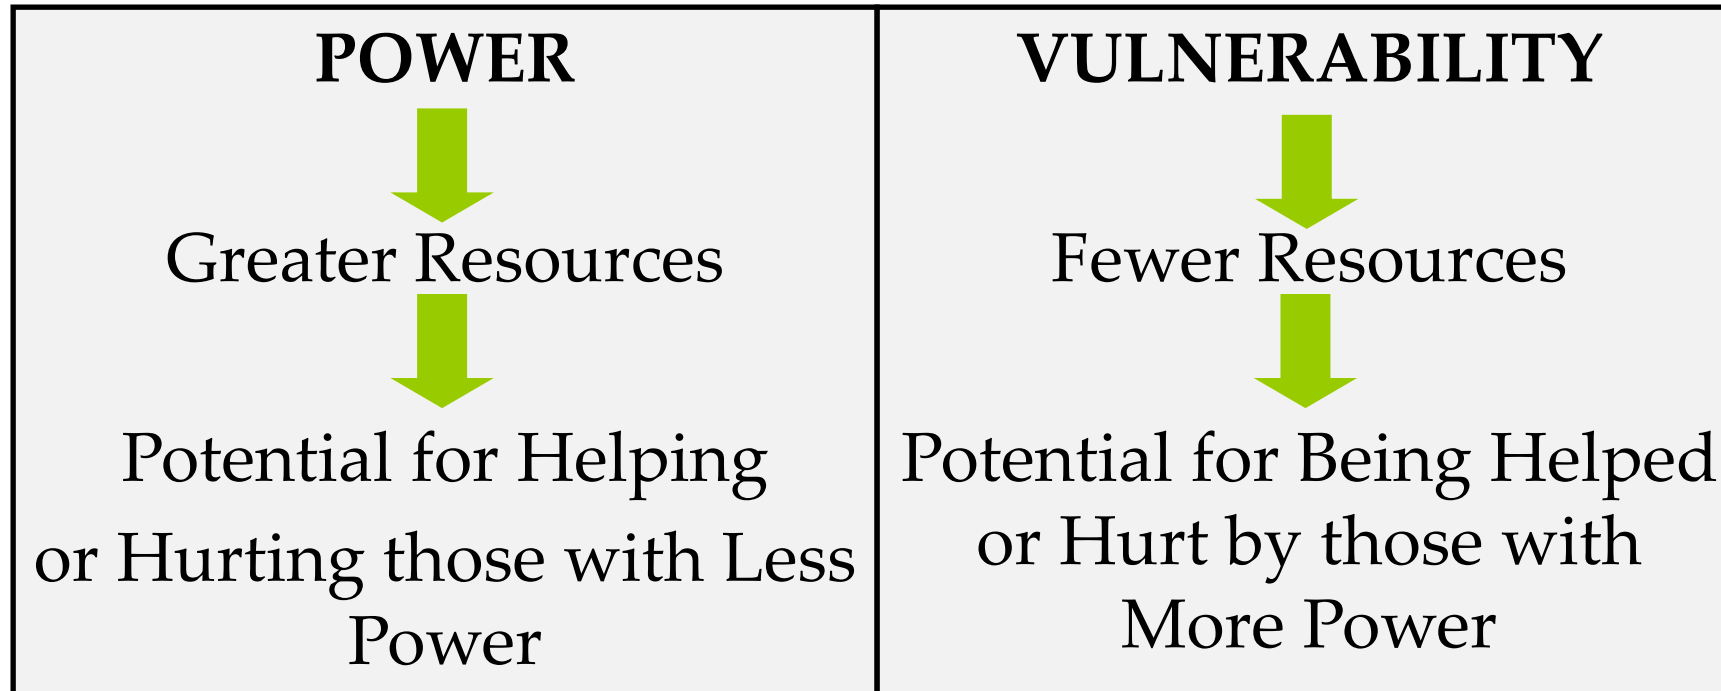 POWER
Greater Resources
Potential for Helping
or Hurting those with Less
Power
VULNERABILITY
Fewer Resources
Potential for Being Helped
or Hurt by those with
More Power